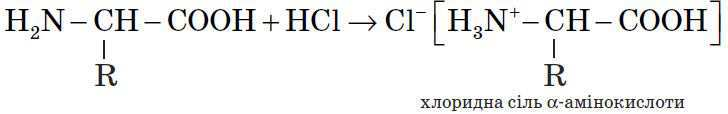 H₂N – CH – COOH + HCl → Cl⁻ [H₃N⁺ – CH – COOH]
R R
хлоридна сіль α-амінокислоти